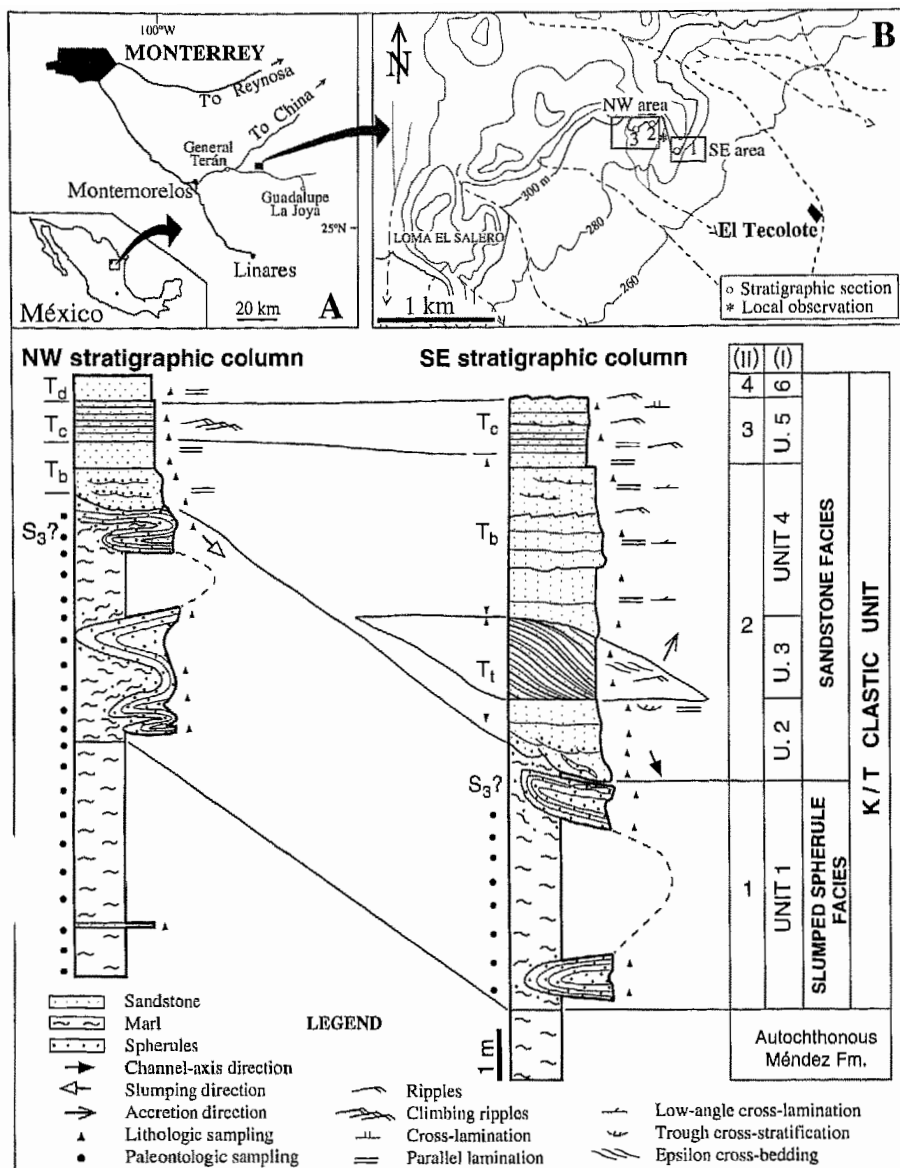 100°W
MONTERREY
To Reynosa
To China
General
Terán
Montemorelos
Guadalupe
La Joya
25°N
Linares
México
20 km
A
N
B
NW area
3
2
1
SE area
300 m
280
260
LOMA EL SALERO
El Tecolote
1 km
○ Stratigraphic section
* Local observation
NW stratigraphic column
SE stratigraphic column
(II)
(I)
Td
Tc
Tb
S3?
Tc
Tb
Tt
S3?
4
6
3
U. 5
2
UNIT 4
U. 3
U. 2
1
UNIT 1
SANDSTONE FACIES
SLUMPED SPHERULE
FACIES
K / T CLASTIC UNIT
Autochthonous
Méndez Fm.
1 m
LEGEND
Sandstone
Marl
Spherules
Channel-axis direction
Slumping direction
Accretion direction
Lithologic sampling
Paleontologic sampling
Ripples
Climbing ripples
Cross-lamination
Parallel lamination
Low-angle cross-lamination
Trough cross-stratification
Epsilon cross-bedding